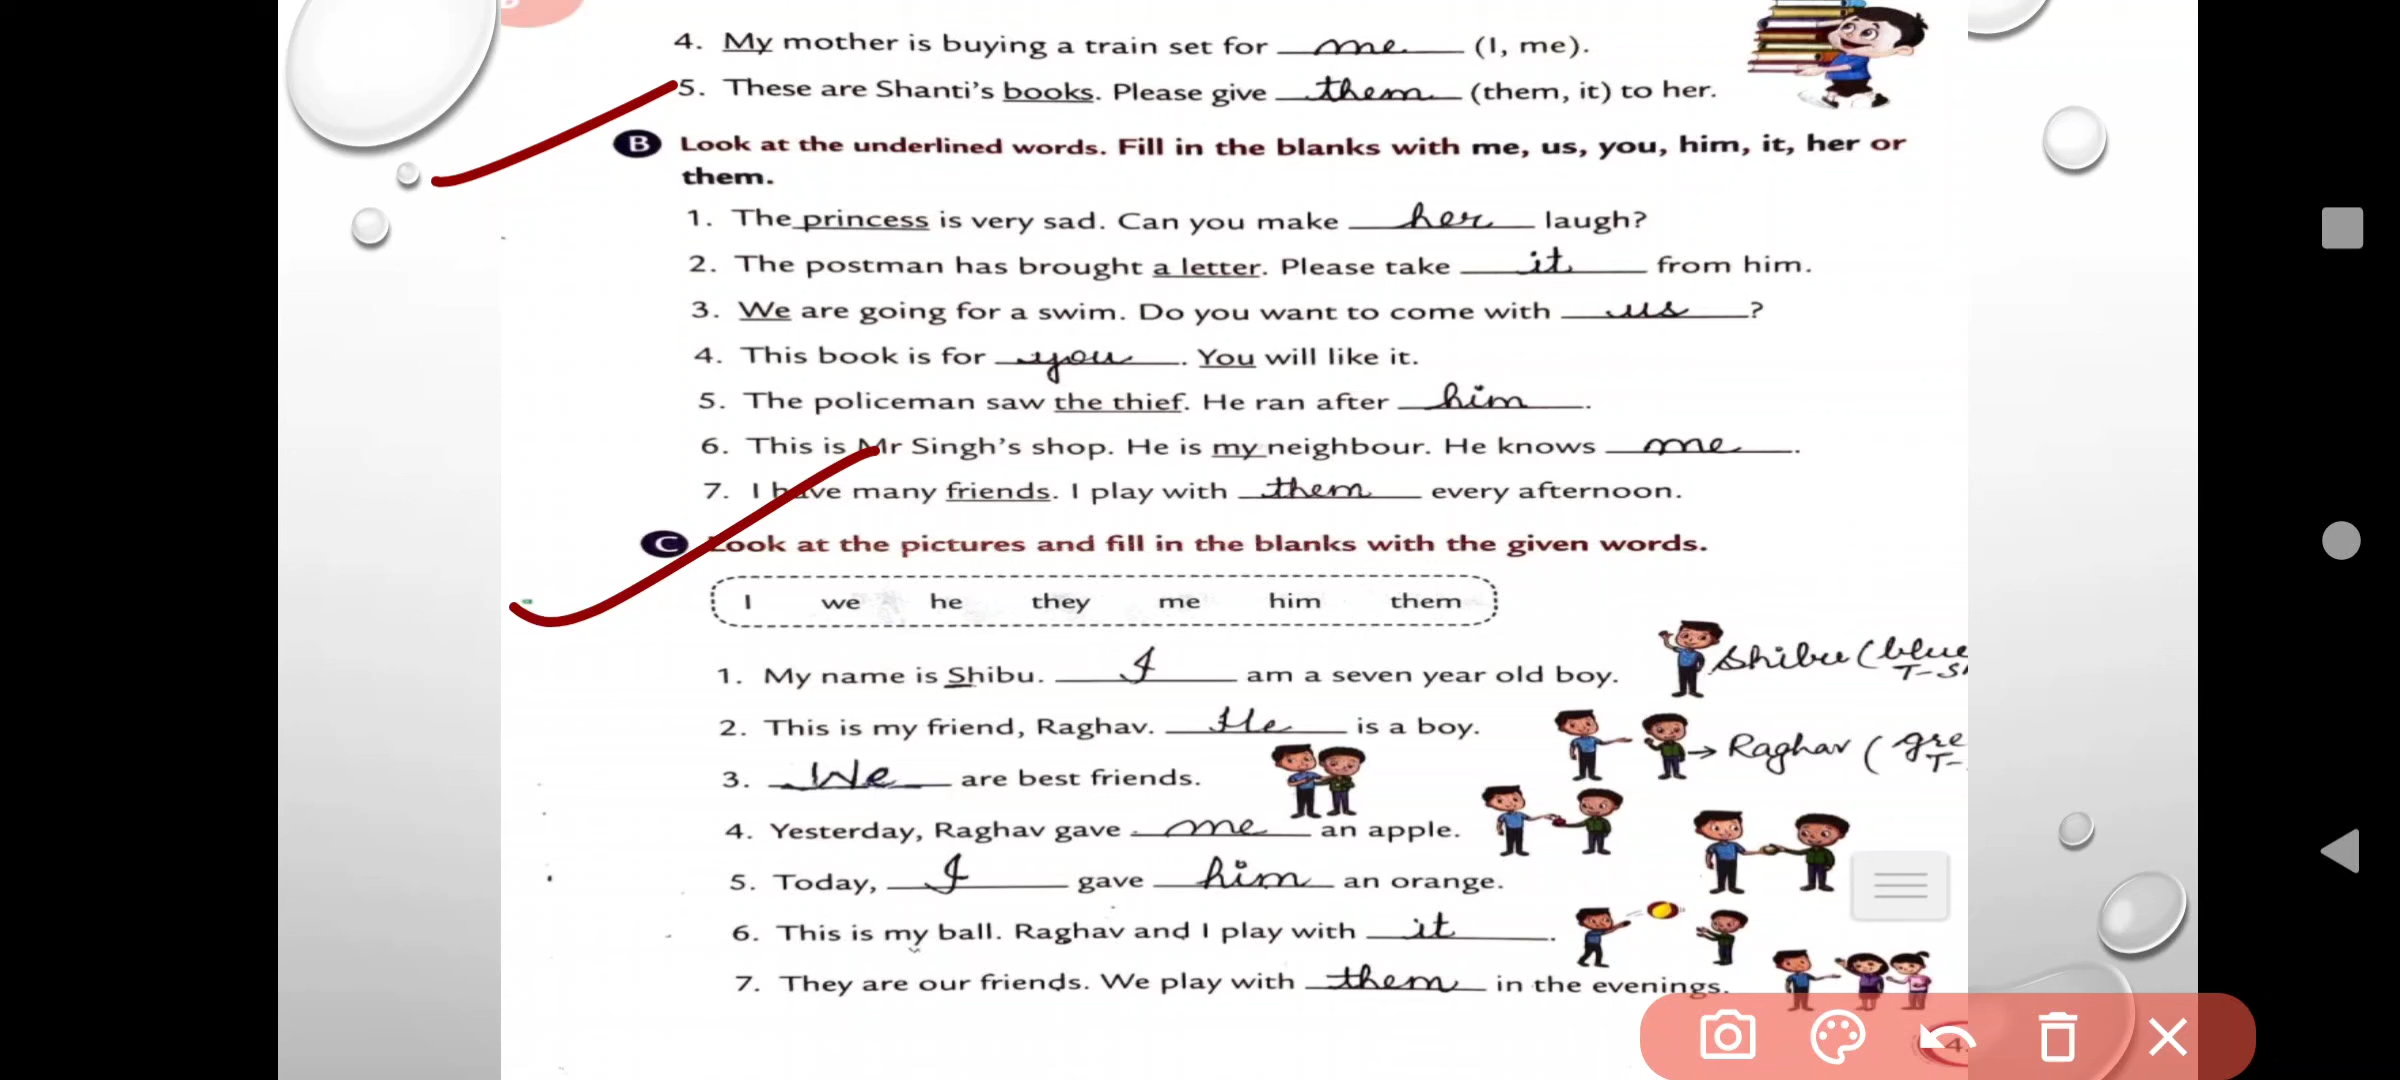 4. My mother is buying a train set for me (I, me).
5. These are Shanti's books. Please give them (them, it) to her.
B Look at the underlined words. Fill in the blanks with me, us, you, him, it, her or
them.
1. The princess is very sad. Can you make her laugh?
2. The postman has brought a letter. Please take it from him.
3. We are going for a swim. Do you want to come with us?
4. This book is for you. You will like it.
5. The policeman saw the thief. He ran after him.
6. This is Mr Singh's shop. He is my neighbour. He knows me.
7. I have many friends. I play with them every afternoon.
C Look at the pictures and fill in the blanks with the given words.
I we he they me him them
1. My name is Shibu. I am a seven year old boy.
Shibu (blue
T-S
2. This is my friend, Raghav. He is a boy.
Raghav ( gre
T-
3. We are best friends.
4. Yesterday, Raghav gave me an apple.
5. Today, I gave him an orange.
6. This is my ball. Raghav and I play with it.
7. They are our friends. We play with them in the evenings.